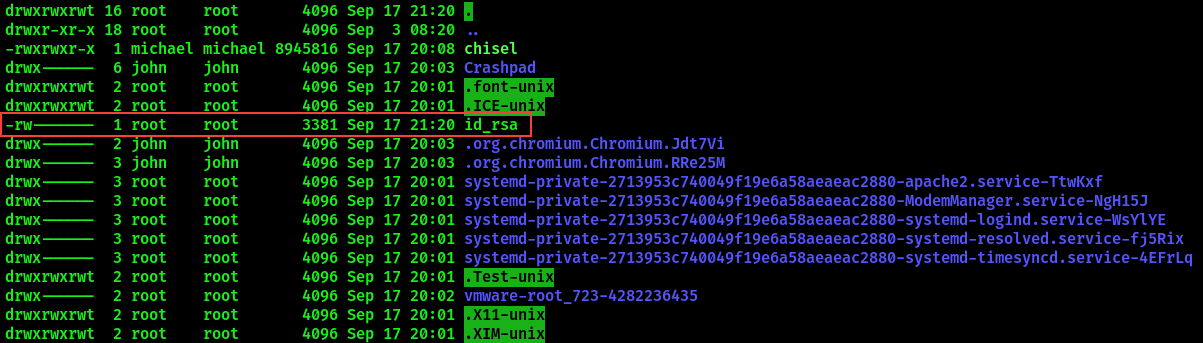 drwxrwxrwt 16 root    root       4096 Sep 17 21:20 .
drwxr-xr-x 18 root    root       4096 Sep  3 08:20 ..
-rwxrwxr-x  1 michael michael 8945816 Sep 17 20:08 chisel
drwx------  6 john    john       4096 Sep 17 20:03 Crashpad
drwxrwxrwt  2 root    root       4096 Sep 17 20:01 .font-unix
drwxrwxrwt  2 root    root       4096 Sep 17 20:01 .ICE-unix
-rw-------  1 root    root       3381 Sep 17 21:20 id_rsa
drwx------  2 john    john       4096 Sep 17 20:03 .org.chromium.Chromium.Jdt7Vi
drwx------  3 john    john       4096 Sep 17 20:03 .org.chromium.Chromium.RRe25M
drwx------  3 root    root       4096 Sep 17 20:01 systemd-private-2713953c740049f19e6a58aeaeac2880-apache2.service-TtwKxf
drwx------  3 root    root       4096 Sep 17 20:01 systemd-private-2713953c740049f19e6a58aeaeac2880-ModemManager.service-NgH15J
drwx------  3 root    root       4096 Sep 17 20:01 systemd-private-2713953c740049f19e6a58aeaeac2880-systemd-logind.service-WsYlYE
drwx------  3 root    root       4096 Sep 17 20:01 systemd-private-2713953c740049f19e6a58aeaeac2880-systemd-resolved.service-fj5Rix
drwx------  3 root    root       4096 Sep 17 20:01 systemd-private-2713953c740049f19e6a58aeaeac2880-systemd-timesyncd.service-4EFrLq
drwxrwxrwt  2 root    root       4096 Sep 17 20:01 .Test-unix
drwx------  2 root    root       4096 Sep 17 20:02 vmware-root_723-4282236435
drwxrwxrwt  2 root    root       4096 Sep 17 20:01 .X11-unix
drwxrwxrwt  2 root    root       4096 Sep 17 20:01 .XIM-unix